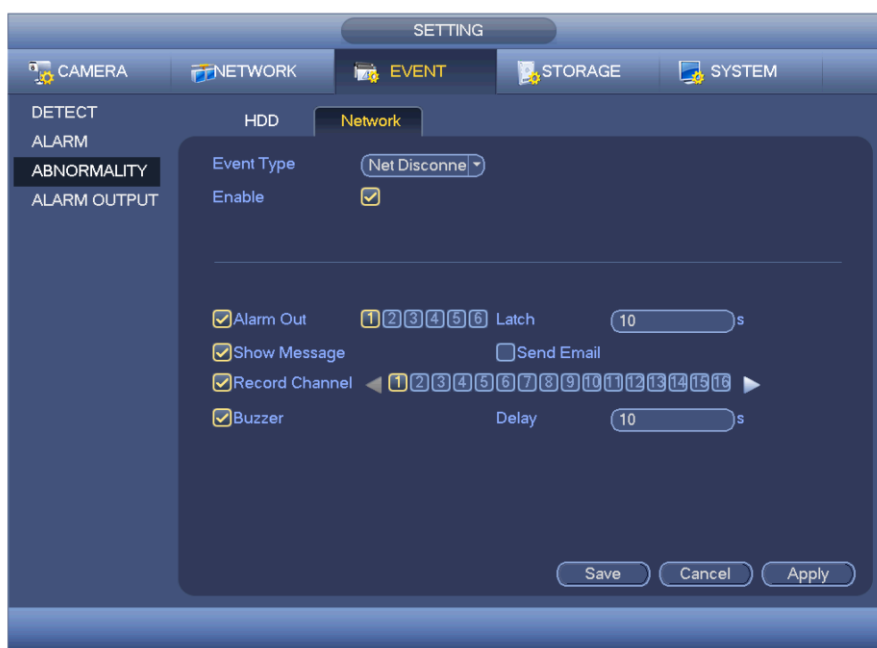 SETTING
CAMERA NETWORK EVENT STORAGE SYSTEM
DETECT
ALARM
ABNORMALITY
ALARM OUTPUT
HDD Network
Event Type Net Disconne
Enable
Alarm Out 1 2 3 4 5 6 Latch 10 s
Show Message Send Email
Record Channel 1 2 3 4 5 6 7 8 9 10 11 12 13 14 15 16
Buzzer Delay 10 s
Save Cancel Apply